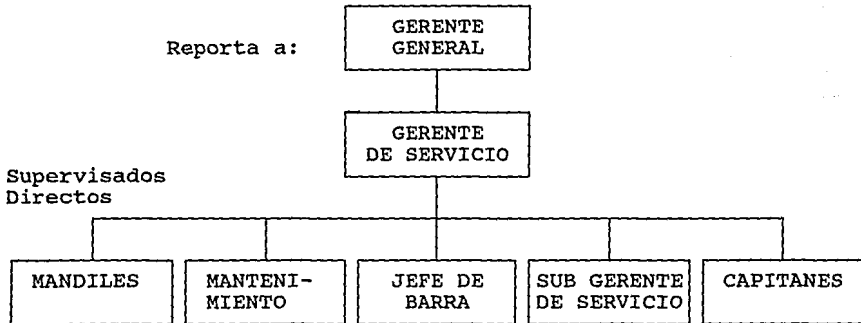 GERENTE
GENERAL
Reporta a:
GERENTE
DE SERVICIO
Supervisados
Directos
MANDILES
MANTENI-
MIENTO
JEFE DE
BARRA
SUB GERENTE
DE SERVICIO
CAPITANES